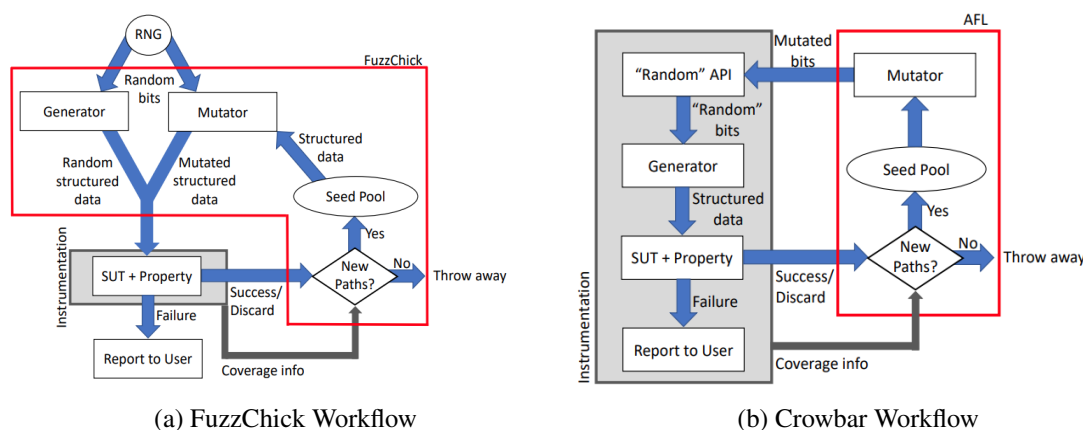 RNG
FuzzChick
Random
bits
Generator
Mutator
Random
structured
data
Mutated
structured
data
Structured
data
Seed Pool
Yes
Instrumentation
SUT + Property
Success/
Discard
New
Paths?
No
Throw away
Failure
Report to User
Coverage info
(a) FuzzChick Workflow
AFL
Mutated
bits
"Random" API
Mutator
"Random"
bits
Generator
Seed Pool
Structured
data
Yes
Instrumentation
SUT + Property
Success/
Discard
New
Paths?
No
Throw away
Failure
Report to User
Coverage info
(b) Crowbar Workflow